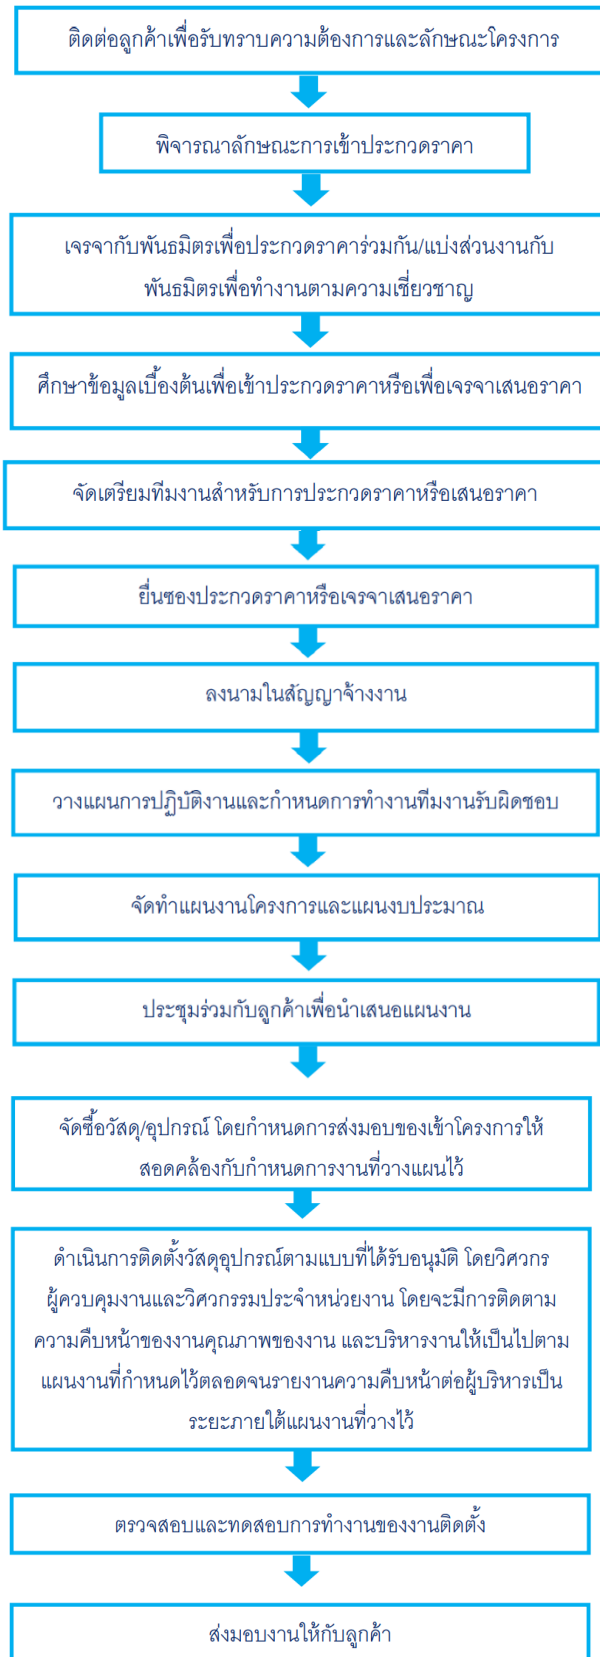 ติดต่อลูกค้าเพื่อรับทราบความต้องการและลักษณะโครงการ
พิจารณาลักษณะการเข้าประกวดราคา
เจรจากับพันธมิตรเพื่อประกวดราคาร่วมกัน/แบ่งส่วนงานกับ
พันธมิตรเพื่อทำงานตามความเชี่ยวชาญ
ศึกษาข้อมูลเบื้องต้นเพื่อเข้าประกวดราคาหรือเพื่อเจรจาเสนอราคา
จัดเตรียมทีมงานสำหรับการประกวดราคาหรือเสนอราคา
ยื่นซองประกวดราคาหรือเจรจาเสนอราคา
ลงนามในสัญญาจ้างงาน
วางแผนการปฏิบัติงานและกำหนดการทำงานทีมงานรับผิดชอบ
จัดทำแผนงานโครงการและแผนงบประมาณ
ประชุมร่วมกับลูกค้าเพื่อนำเสนอแผนงาน
จัดซื้อวัสดุ/อุปกรณ์ โดยกำหนดการส่งมอบของเข้าโครงการให้
สอดคล้องกับกำหนดการงานที่วางแผนไว้
ดำเนินการติดตั้งวัสดุอุปกรณ์ตามแบบที่ได้รับอนุมัติ โดยวิศวกร
ผู้ควบคุมงานและวิศวกรรมประจำหน่วยงาน โดยจะมีการติดตาม
ความคืบหน้าของงานคุณภาพของงาน และบริหารงานให้เป็นไปตาม
แผนงานที่กำหนดไว้ตลอดจนรายงานความคืบหน้าต่อผู้บริหารเป็น
ระยะภายใต้แผนงานที่วางไว้
ตรวจสอบและทดสอบการทำงานของงานติดตั้ง
ส่งมอบงานให้กับลูกค้า